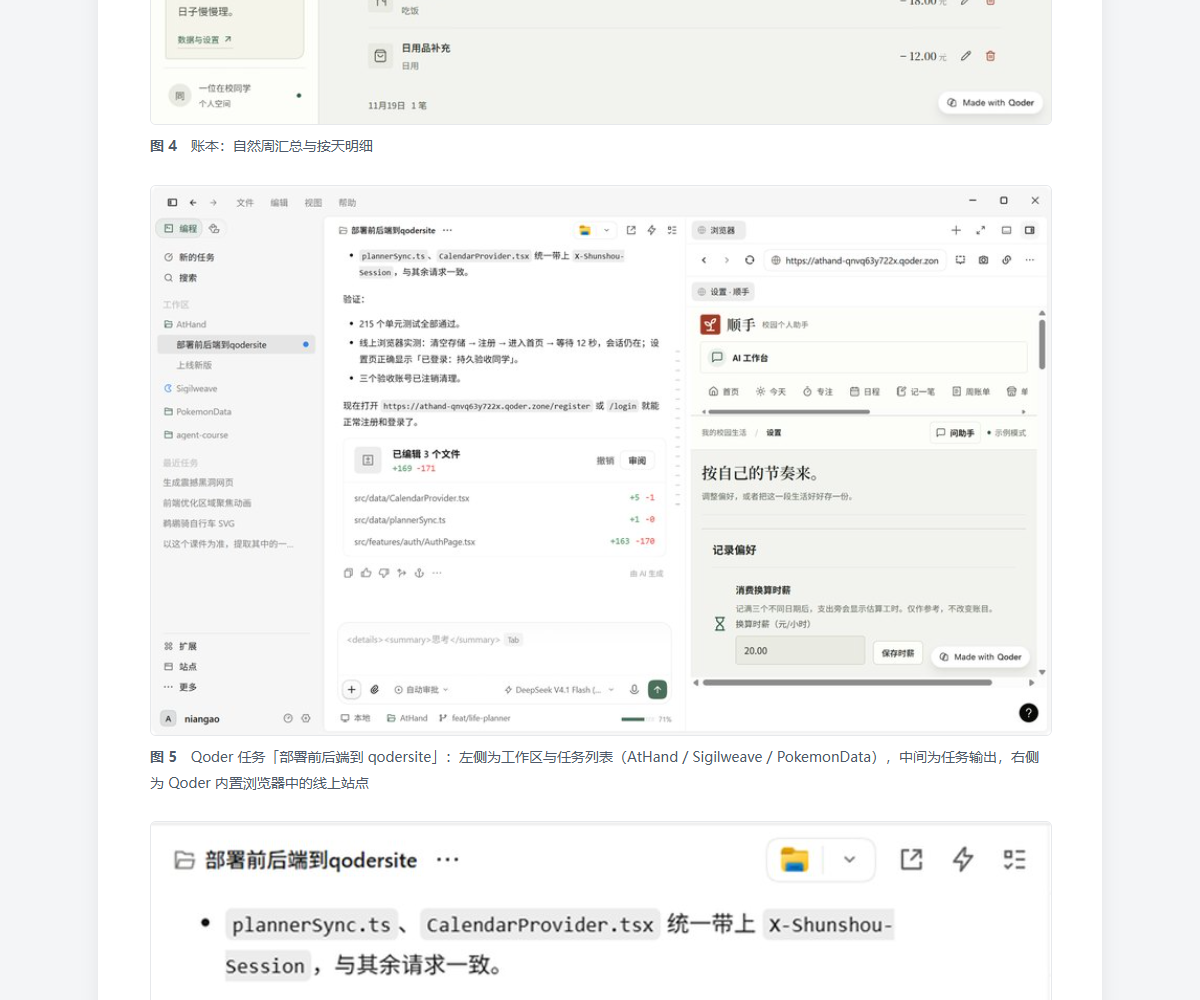 日子慢慢理。
数据与设置 ↗
一位在校同学
同
个人空间
吃饭
−18.00 元
日用品补充
日用
−12.00 元
11月19日 1 笔
Made with Qoder
图 4 账本：自然周汇总与按天明细
文件 编辑 视图 帮助
编程
新的任务
搜索
工作区
AtHand
部署前后端到qodersite
上线新版
Sigilweave
PokemonData
agent-course
最近任务
生成震撼黑洞网页
前端优化区域聚焦动画
鹈鹕骑自行车 SVG
以这个课件为准，提取其中的一...
扩展
站点
更多
A niangao
部署前后端到qodersite ···
plannerSync.ts、CalendarProvider.tsx 统一带上 X-Shunshou-
Session，与其余请求一致。
验证：
215 个单元测试全部通过。
线上浏览器实测：清空存储 → 注册 → 进入首页 → 等待 12 秒，会话仍在；设
置页正确显示「已登录：持久验收同学」。
三个验收账号已注销清理。
现在打开 https://athand-qnvq63y722x.qoder.zone/register 或 /login 就能
正常注册和登录了。
已编辑 3 个文件
+169 -171
撤销 审阅
src/data/CalendarProvider.tsx +5 -1
src/data/plannerSync.ts +1 -0
src/features/auth/AuthPage.tsx +163 -170
由 AI 生成
<details><summary>思考</summary> Tab
自动审批
DeepSeek V4.1 Flash (...
本地 AtHand feat/life-planner 71%
浏览器
https://athand-qnvq63y722x.qoder.zon
设置 · 顺手
顺手 校园个人助手
AI 工作台
首页 今天 专注 日程 记一笔 周账单 单
我的校园生活 / 设置
问助手 示例模式
按自己的节奏来。
调整偏好，或者把这一段生活好好存一份。
记录偏好
消费换算时薪
记满三个不同日期后，支出旁会显示估算工时。仅作参考，不改变账目。
换算时薪（元/小时）
20.00
保存时薪
Made with Qoder
?
图 5 Qoder 任务「部署前后端到 qodersite」：左侧为工作区与任务列表（AtHand / Sigilweave / PokemonData），中间为任务输出，右侧
为 Qoder 内置浏览器中的线上站点
部署前后端到qodersite ···
plannerSync.ts、CalendarProvider.tsx 统一带上 X-Shunshou-
Session，与其余请求一致。